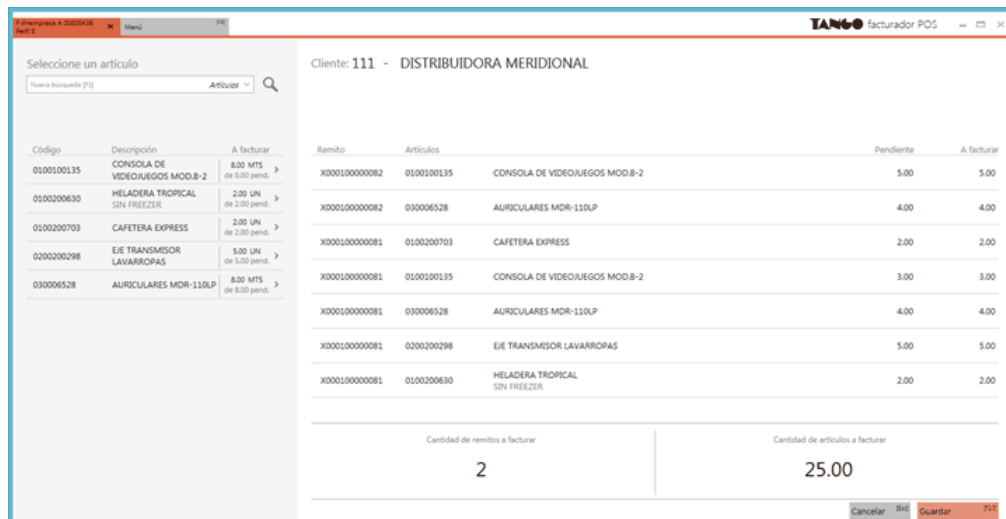 Perfil 0
Menú
TANGO facturador POS
Seleccione un artículo
Nueva búsqueda [F3]
Artículos
Cliente: 111 - DISTRIBUIDORA MERIDIONAL
Código Descripción A facturar
0100100135 CONSOLA DE VIDEOJUEGOS MOD.B-2 8.00 MTS de 8.00 pend.
0100200630 HELADERA TROPICAL SIN FREEZER 2.00 UN de 2.00 pend.
0100200703 CAFETERA EXPRESS 2.00 UN de 2.00 pend.
0200200298 EJE TRANSMISOR LAVARROPAS 5.00 UN de 5.00 pend.
030006528 AURICULARES MDR-110LP 8.00 MTS de 8.00 pend.
Remito Artículos Pendiente A facturar
X000100000082 0100100135 CONSOLA DE VIDEOJUEGOS MOD.B-2 5.00 5.00
X000100000082 030006528 AURICULARES MDR-110LP 4.00 4.00
X000100000081 0100200703 CAFETERA EXPRESS 2.00 2.00
X000100000081 0100100135 CONSOLA DE VIDEOJUEGOS MOD.B-2 3.00 3.00
X000100000081 030006528 AURICULARES MDR-110LP 4.00 4.00
X000100000081 0200200298 EJE TRANSMISOR LAVARROPAS 5.00 5.00
X000100000081 0100200630 HELADERA TROPICAL 2.00 2.00
SIN FREEZER
Cantidad de remitos a facturar
2
Cantidad de artículos a facturar
25.00
Cancelar [Esc]
Guardar